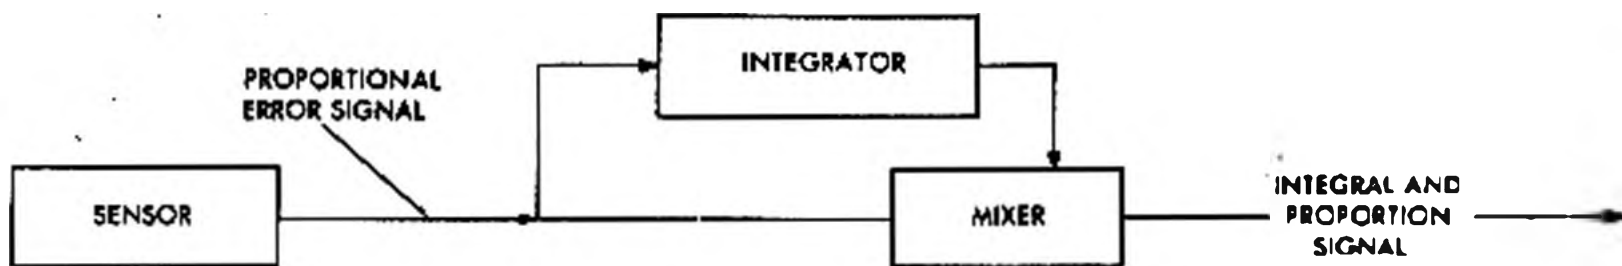 INTEGRATOR
PROPORTIONAL
ERROR SIGNAL
SENSOR
MIXER
INTEGRAL AND
PROPORTION
SIGNAL